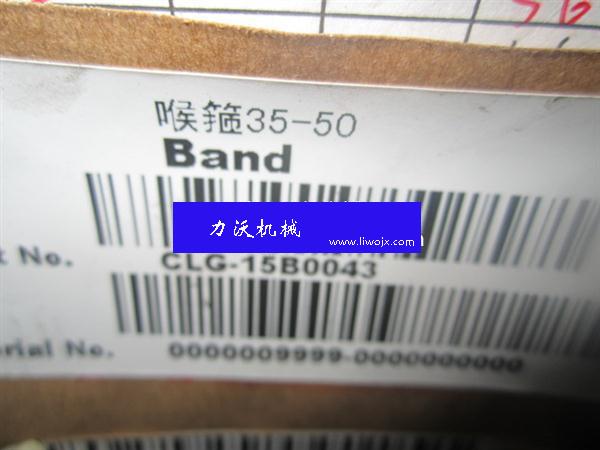 喉箍35-50
Band
力沃机械
www.liwojx.com
t No.
CLG-15B0043
erial No.
0000009999-0000000000